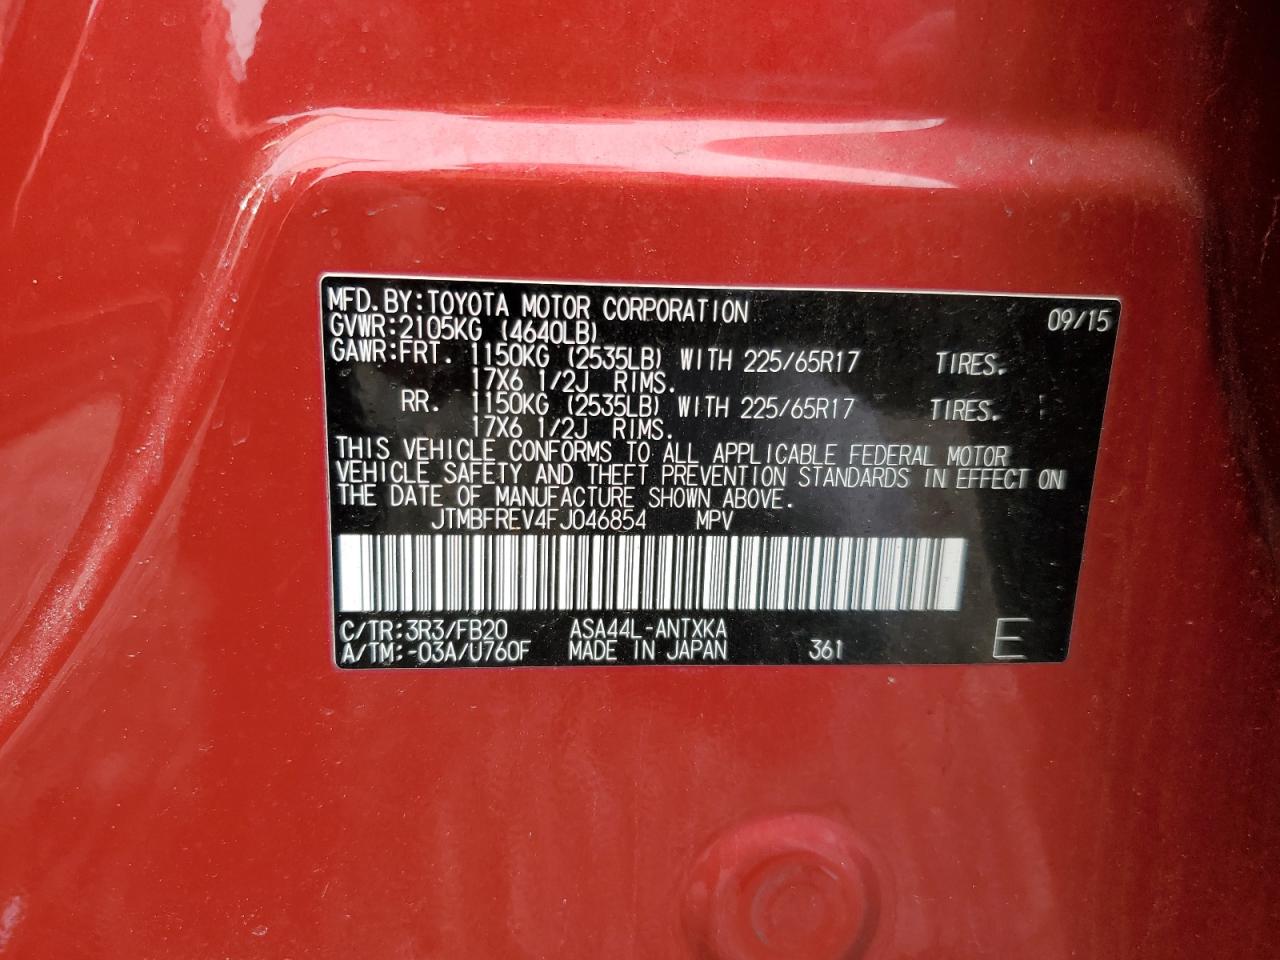 MFD. BY: TOYOTA MOTOR CORPORATION 09/15
GVWR: 2105KG (4640LB)
GAWR: FRT. 1150KG (2535LB) WITH 225/65R17 TIRES.
17X6 1/2J RIMS.
RR. 1150KG (2535LB) WITH 225/65R17 TIRES.
17X6 1/2J RIMS.
THIS VEHICLE CONFORMS TO ALL APPLICABLE FEDERAL MOTOR
VEHICLE SAFETY AND THEFT PREVENTION STANDARDS IN EFFECT ON
THE DATE OF MANUFACTURE SHOWN ABOVE.
JTMBFREV4FJ046854 MPV
C/TR: 3R3/FB20 ASA44L-ANTXKA
A/TM: -03A/U760F MADE IN JAPAN 361 E